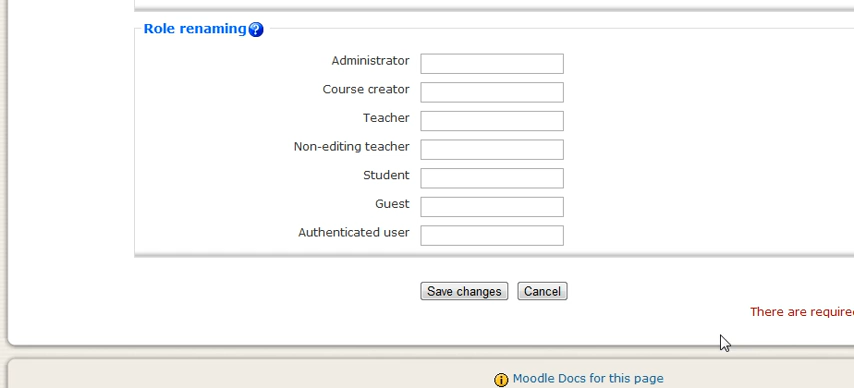 Role renaming
Administrator
Course creator
Teacher
Non-editing teacher
Student
Guest
Authenticated user
Save changes Cancel
There are
Moodle Docs for this page